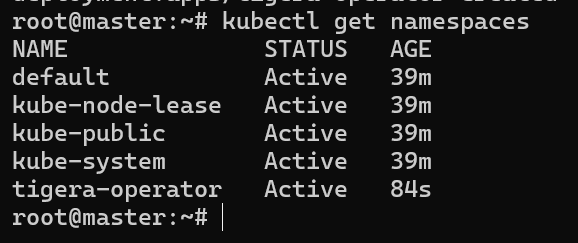 root@master:~# kubectl get namespaces
NAME              STATUS   AGE
default           Active   39m
kube-node-lease   Active   39m
kube-public       Active   39m
kube-system       Active   39m
tigera-operator   Active   84s
root@master:~#